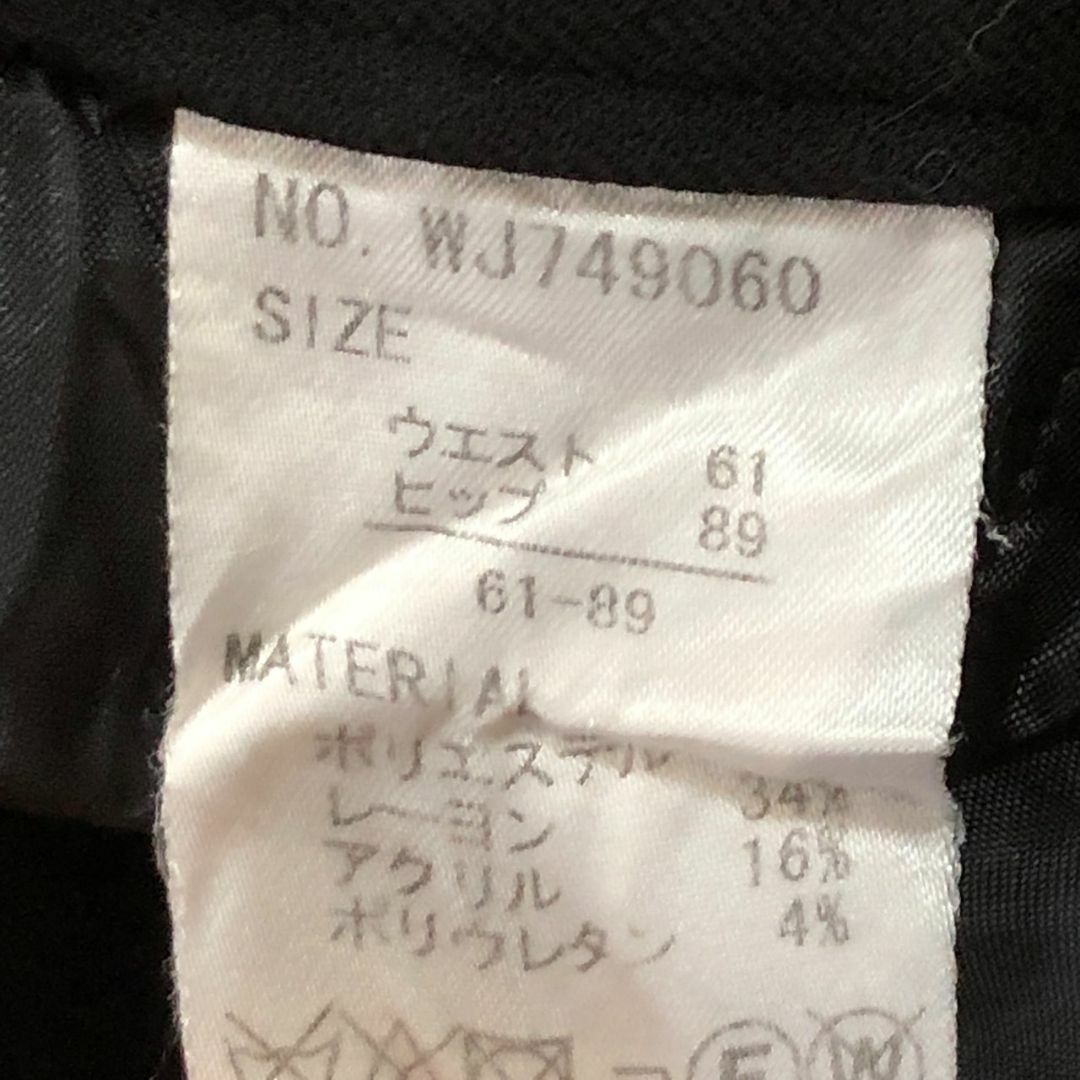 NO. WJ749060
SIZE
ウエスト 61
ヒップ 89
61-89
MATERIAL
ポリエステル
レーヨン 34%
アクリル 16%
ポリウレタン 4%
F W